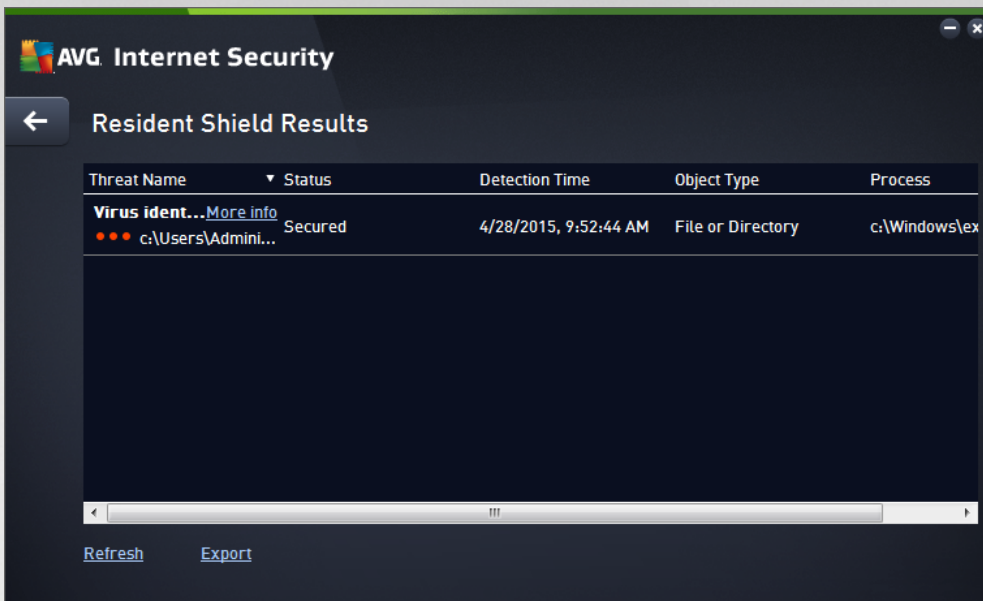 AVG. Internet Security
Resident Shield Results
Threat Name Status Detection Time Object Type Process
Virus ident...More info
c:\Users\Admini... Secured 4/28/2015, 9:52:44 AM File or Directory c:\Windows\ex
Refresh Export